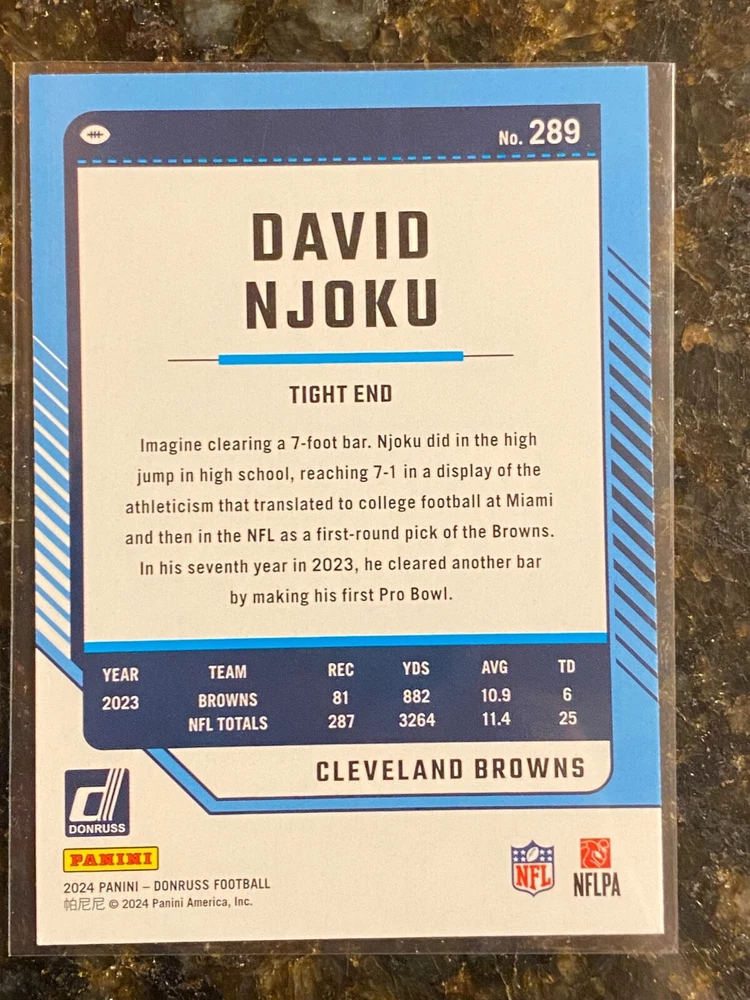 No. 289
DAVID
NJOKU
TIGHT END
Imagine clearing a 7-foot bar. Njoku did in the high
jump in high school, reaching 7-1 in a display of the
athleticism that translated to college football at Miami
and then in the NFL as a first-round pick of the Browns.
In his seventh year in 2023, he cleared another bar
by making his first Pro Bowl.
YEAR TEAM REC YDS AVG TD
2023 BROWNS 81 882 10.9 6
NFL TOTALS 287 3264 11.4 25
CLEVELAND BROWNS
DONRUSS
PANINI
2024 PANINI – DONRUSS FOOTBALL
帕尼尼 © 2024 Panini America, Inc.
NFL
NFLPA